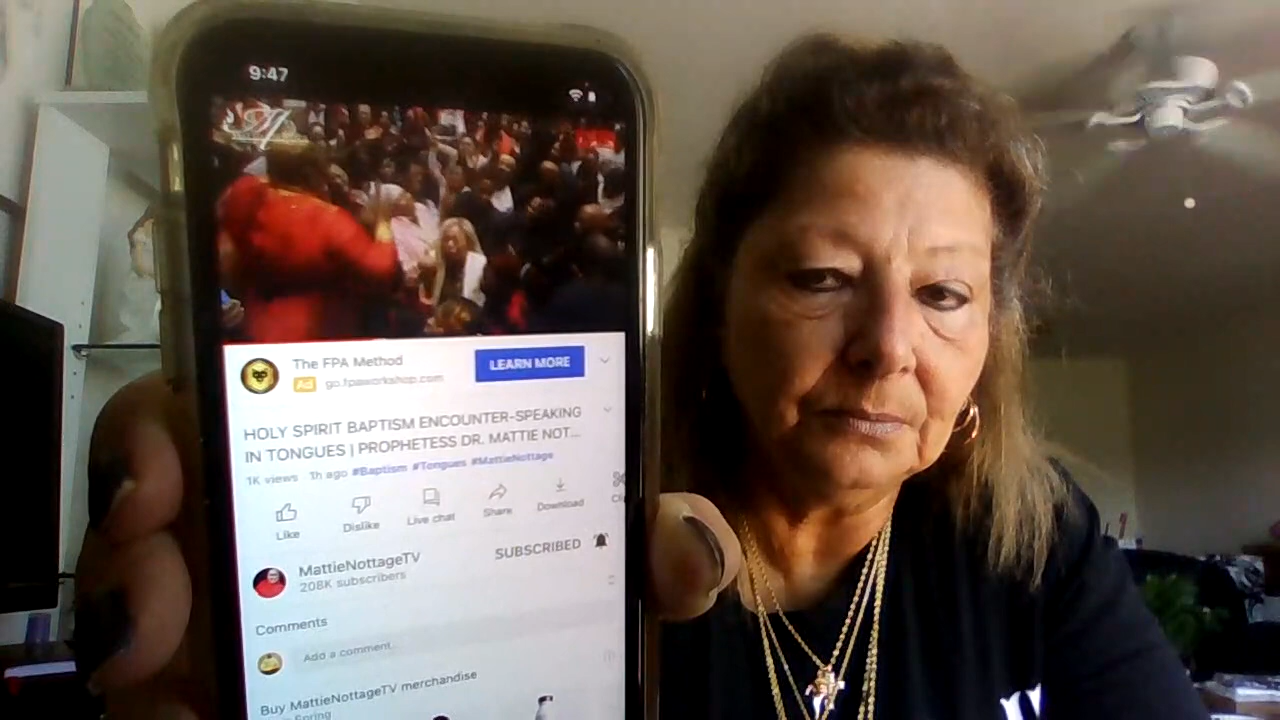 9:47
The FPA Method
Ad go.fpaworkshop.com
LEARN MORE
HOLY SPIRIT BAPTISM ENCOUNTER-SPEAKING
IN TONGUES | PROPHETESS DR. MATTIE NOT...
1K views 1h ago #Baptism #Tongues #MattieNottage
Like
Dislike
Live chat
Share
Download
MattieNottageTV
208K subscribers
SUBSCRIBED
Comments
Add a comment...
Buy MattieNottageTV merchandise
Spring